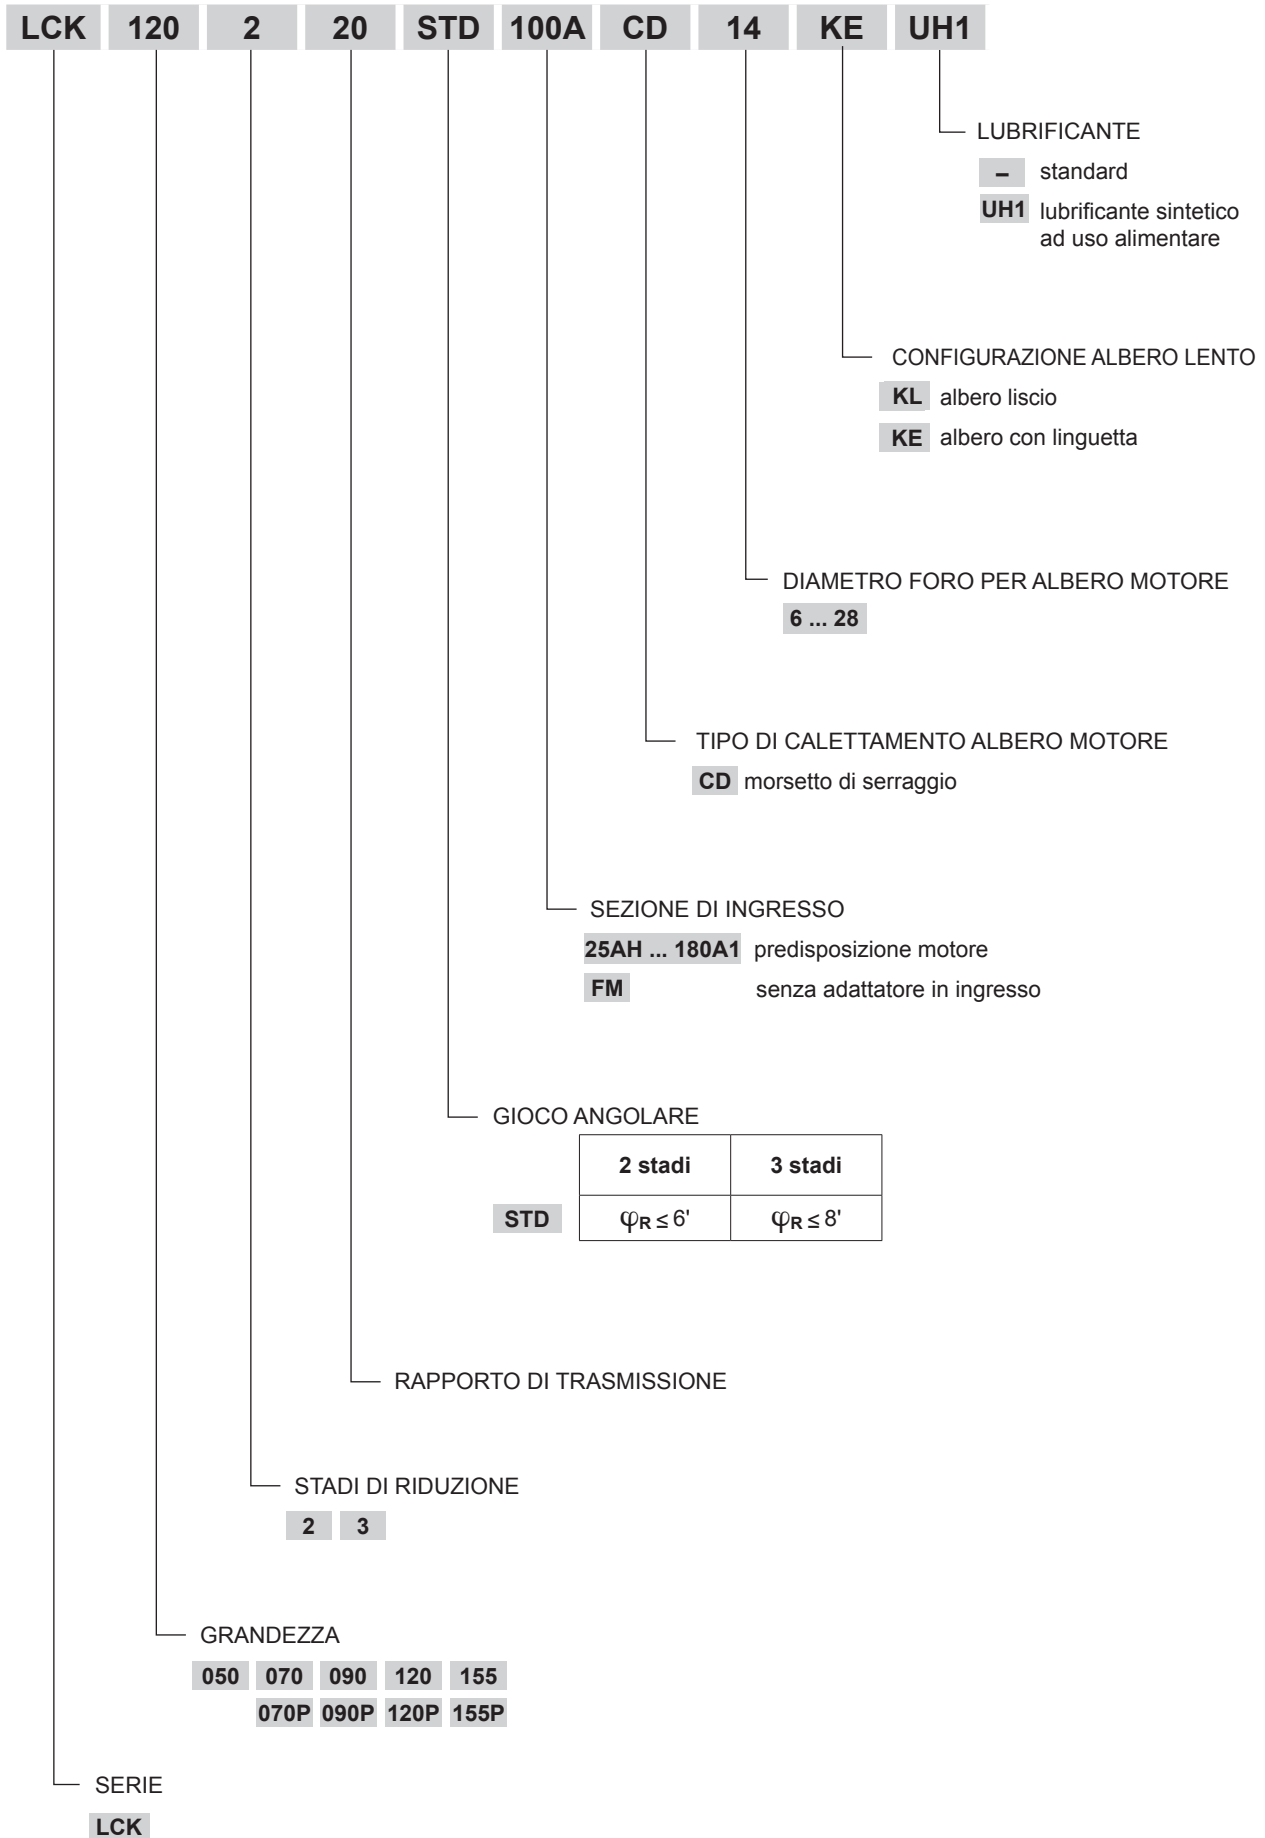 LCK 120 2 20 STD 100A CD 14 KE UH1
LUBRIFICANTE
– standard
UH1 lubrificante sintetico
ad uso alimentare
CONFIGURAZIONE ALBERO LENTO
KL albero liscio
KE albero con linguetta
DIAMETRO FORO PER ALBERO MOTORE
6 ... 28
TIPO DI CALETTAMENTO ALBERO MOTORE
CD morsetto di serraggio
SEZIONE DI INGRESSO
25AH ... 180A1 predisposizione motore
FM senza adattatore in ingresso
GIOCO ANGOLARE
2 stadi 3 stadi
STD φR ≤ 6' φR ≤ 8'
RAPPORTO DI TRASMISSIONE
STADI DI RIDUZIONE
2 3
GRANDEZZA
050 070 090 120 155
070P 090P 120P 155P
SERIE
LCK